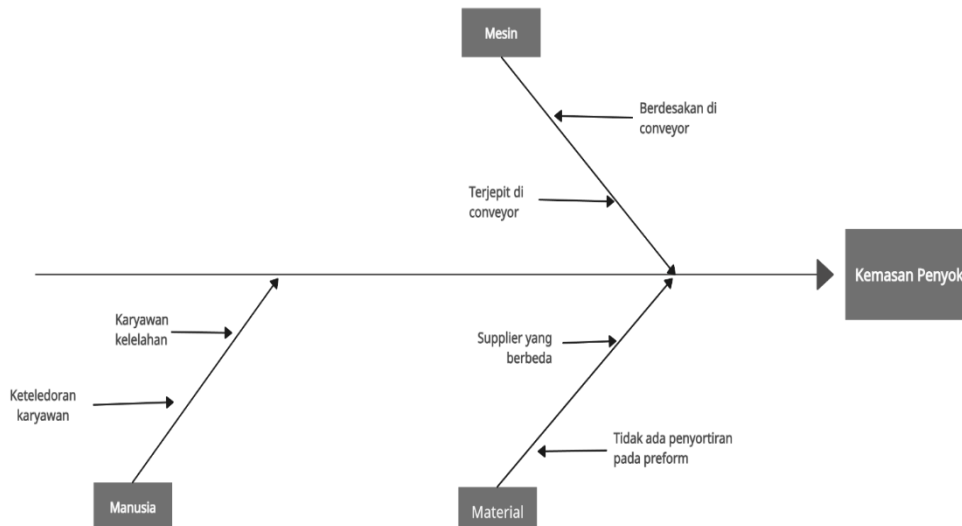 Mesin
Berdesakan di
conveyor
Terjepit di
conveyor
Kemasan Penyok
Karyawan
kelelahan
Supplier yang
berbeda
Keteledoran
karyawan
Tidak ada penyortiran
pada preform
Manusia
Material